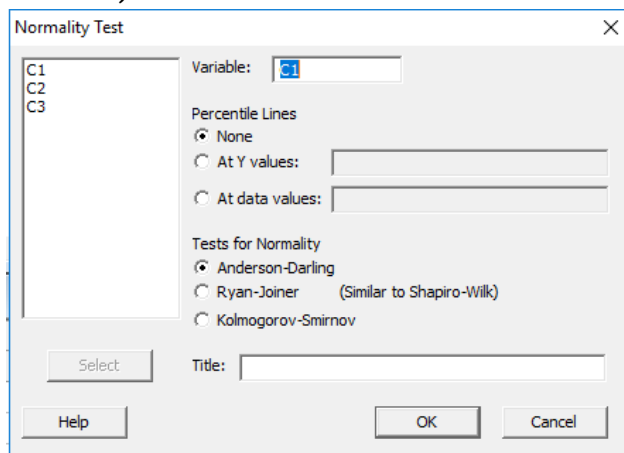 Normality Test
C1
C2
C3
Variable: C1
Percentile Lines
None
At Y values:
At data values:
Tests for Normality
Anderson-Darling
Ryan-Joiner (Similar to Shapiro-Wilk)
Kolmogorov-Smirnov
Select
Title:
Help
OK
Cancel